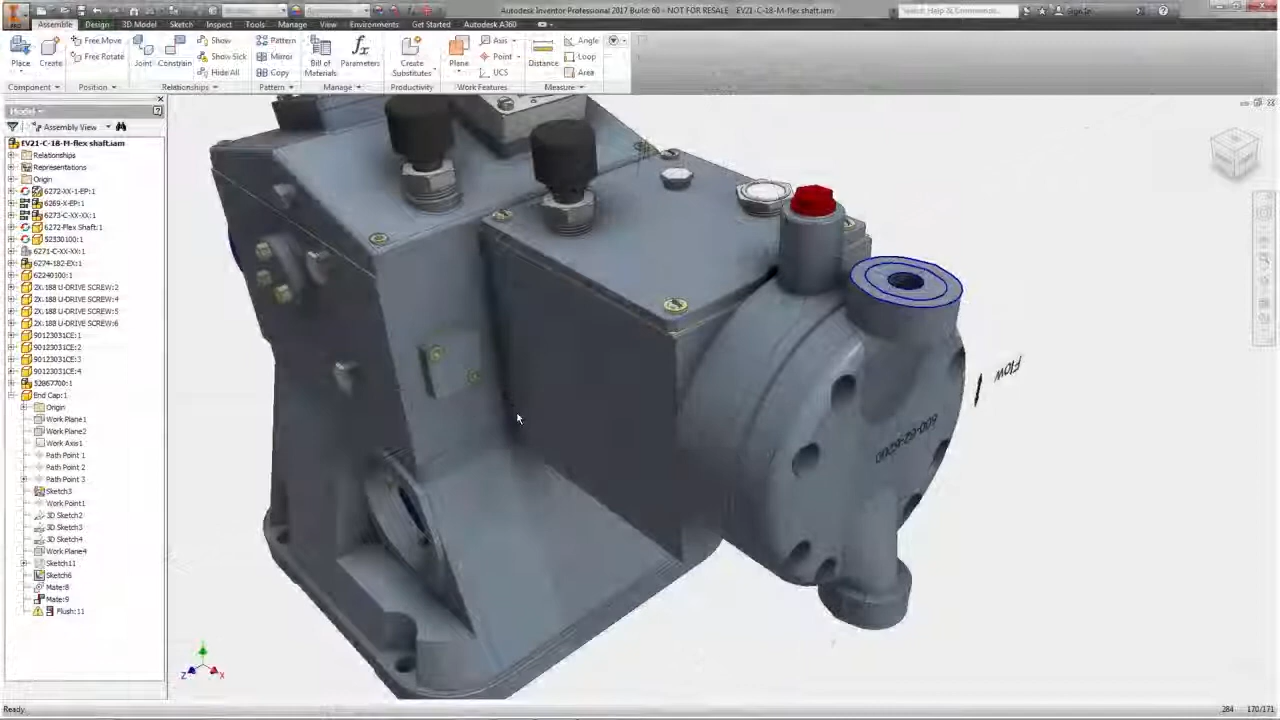 Autodesk Inventor Professional 2017 Build: 60 - NOT FOR RESALE EV21-C-18-M-flex shaft.iam
Search Help & Commands...
Assemble Design 3D Model Sketch Inspect Tools Manage View Environments Get Started Autodesk A360
Place Create Free Move Free Rotate Joint Constrain Show Show Sick Hide All Pattern Mirror Copy Bill of Materials Parameters Create Substitutes Plane Axis Point UCS Distance Angle Loop Area
Component Position Relationships Pattern Manage Productivity Work Features Measure
Model
Assembly View
EV21-C-18-M-flex shaft.iam
Relationships
Representations
Origin
6272-XX-1-EP:1
6269-X-EP:1
6273-C-XX-XX:1
6272-Flex Shaft:1
52330100:1
6271-C-XX-XX:1
6274-182-EX:1
62240100:1
2X.188 U-DRIVE SCREW:2
2X.188 U-DRIVE SCREW:4
2X.188 U-DRIVE SCREW:5
2X.188 U-DRIVE SCREW:6
90123031CE:1
90123031CE:2
90123031CE:3
90123031CE:4
52867700:1
End Cap:1
Origin
Work Plane1
Work Plane2
Work Axis1
Path Point 1
Path Point 2
Path Point 3
Sketch3
Work Point1
3D Sketch2
3D Sketch3
3D Sketch4
Work Plane4
Sketch11
Sketch6
Mate:8
Mate:9
Flush:11
Flow
Z
X
Ready
284 170/171